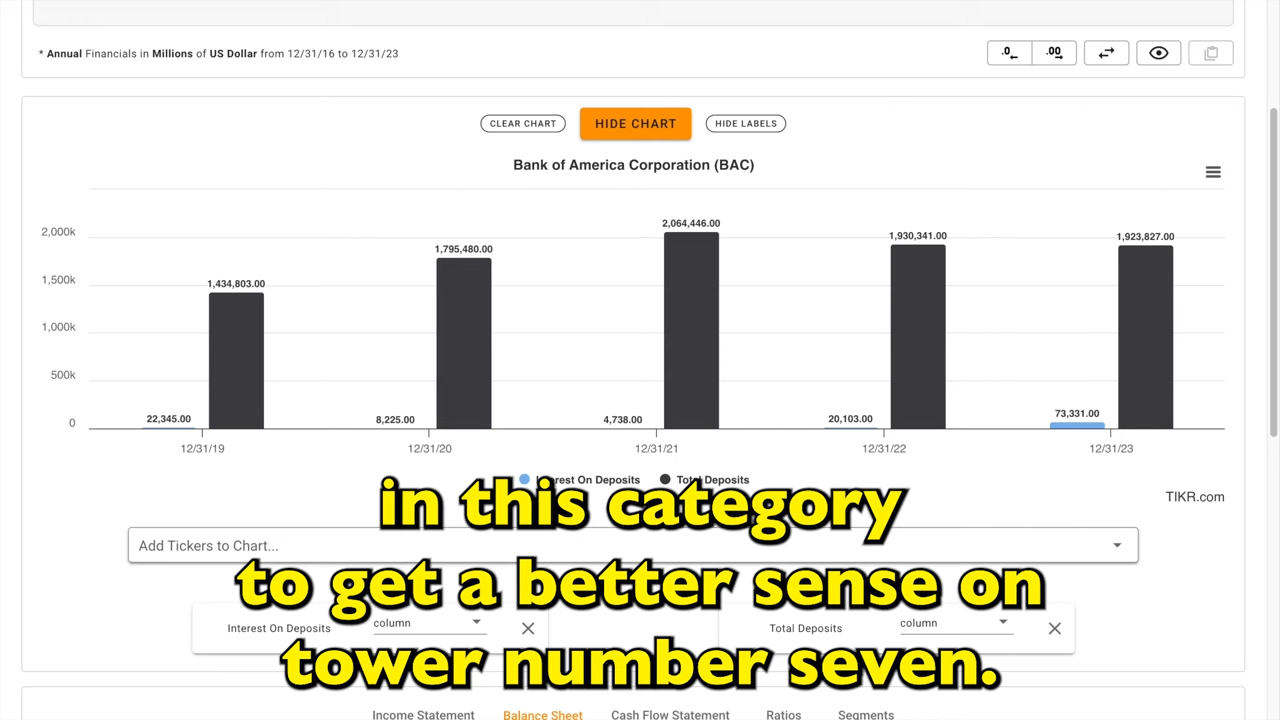 * Annual Financials in Millions of US Dollar from 12/31/16 to 12/31/23
.0 .00
CLEAR CHART HIDE CHART HIDE LABELS
Bank of America Corporation (BAC)
2,000k
1,500k
1,000k
500k
0
22,345.00 1,434,803.00
8,225.00 1,795,480.00
4,738.00 2,064,446.00
20,103.00 1,930,341.00
73,331.00 1,923,827.00
12/31/19 12/31/20 12/31/21 12/31/22 12/31/23
Interest On Deposits Total Deposits
TIKR.com
Add Tickers to Chart...
Interest On Deposits column Total Deposits column
in this category
to get a better sense on
tower number seven.
Income Statement Balance Sheet Cash Flow Statement Ratios Segments